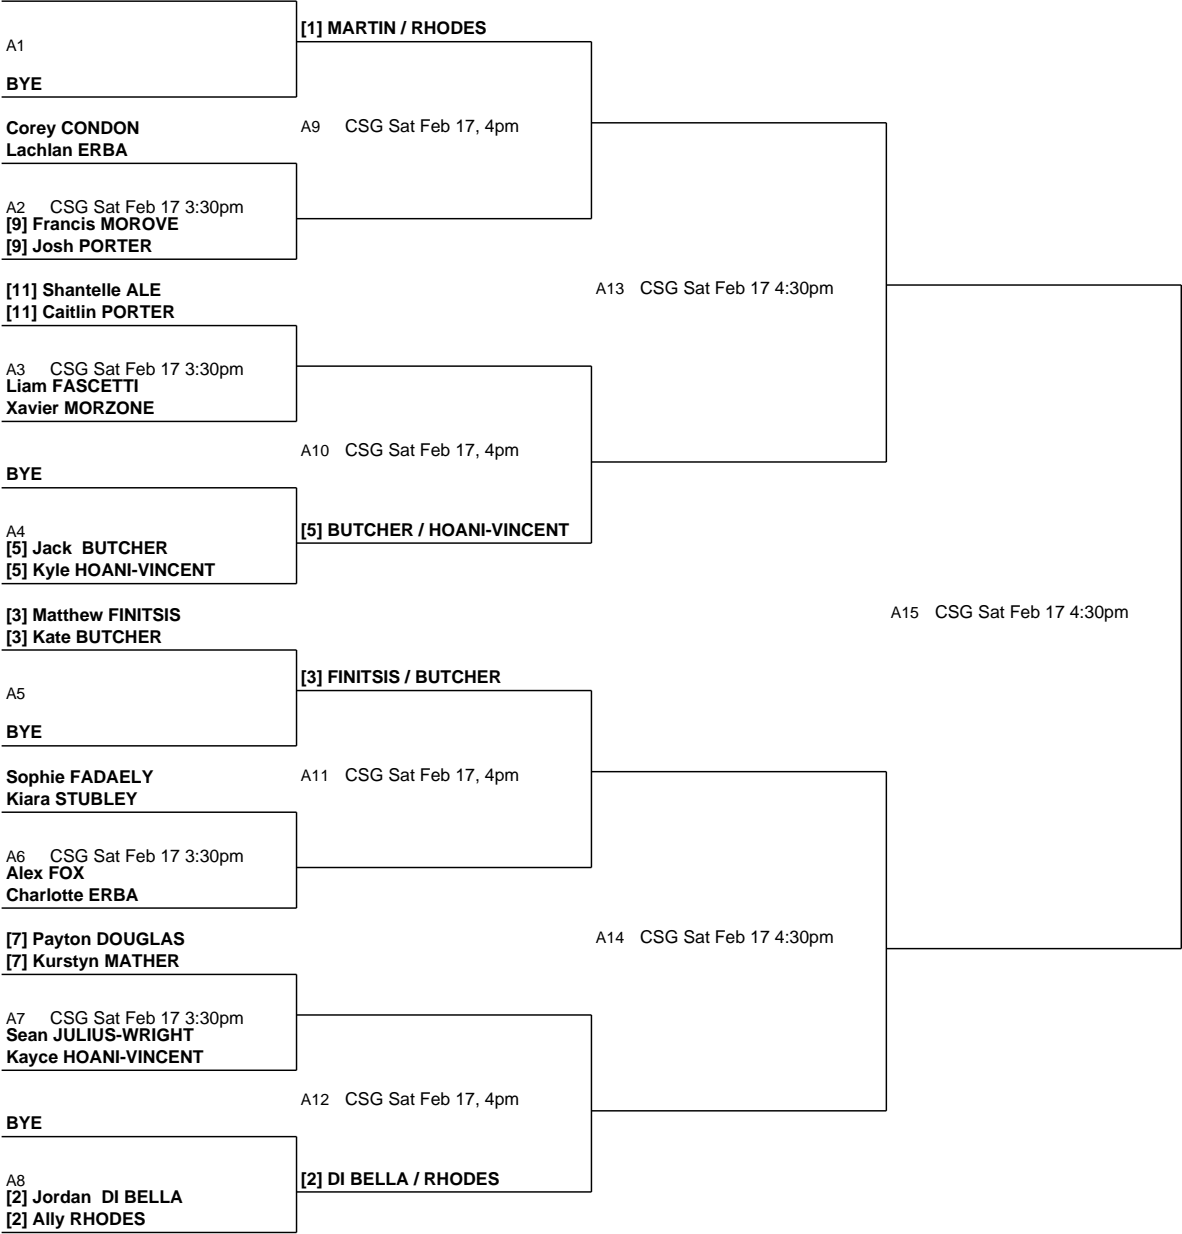 [1] MARTIN / RHODES
A1
BYE
Corey CONDON
Lachlan ERBA
A9 CSG Sat Feb 17, 4pm
A2 CSG Sat Feb 17 3:30pm
[9] Francis MOROVE
[9] Josh PORTER
[11] Shantelle ALE
[11] Caitlin PORTER
A13 CSG Sat Feb 17 4:30pm
A3 CSG Sat Feb 17 3:30pm
Liam FASCETTI
Xavier MORZONE
A10 CSG Sat Feb 17, 4pm
BYE
A4
[5] BUTCHER / HOANI-VINCENT
[5] Jack BUTCHER
[5] Kyle HOANI-VINCENT
[3] Matthew FINITSIS
[3] Kate BUTCHER
A15 CSG Sat Feb 17 4:30pm
[3] FINITSIS / BUTCHER
A5
BYE
Sophie FADAELY
Kiara STUBLEY
A11 CSG Sat Feb 17, 4pm
A6 CSG Sat Feb 17 3:30pm
Alex FOX
Charlotte ERBA
[7] Payton DOUGLAS
[7] Kurstyn MATHER
A14 CSG Sat Feb 17 4:30pm
A7 CSG Sat Feb 17 3:30pm
Sean JULIUS-WRIGHT
Kayce HOANI-VINCENT
A12 CSG Sat Feb 17, 4pm
BYE
A8
[2] DI BELLA / RHODES
[2] Jordan DI BELLA
[2] Ally RHODES